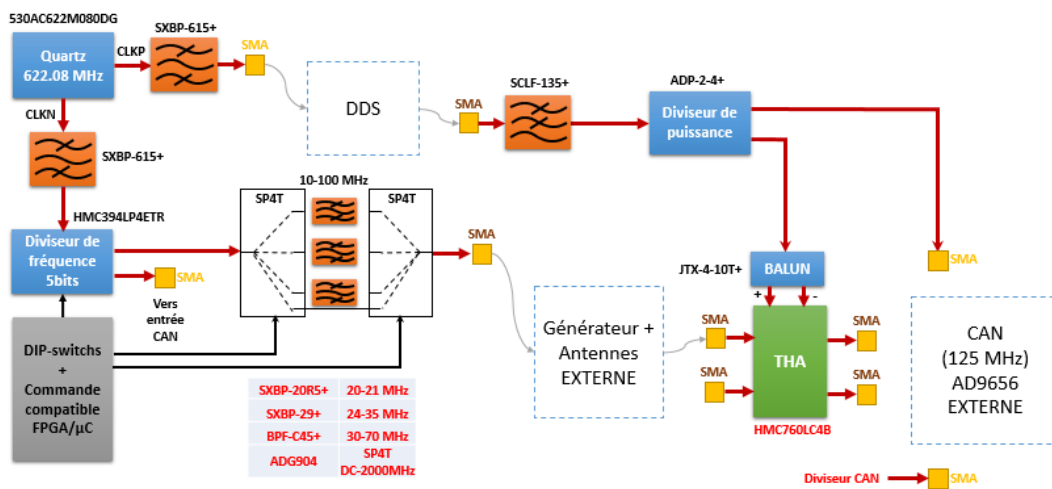 530AC622M080DG
Quartz
622.08 MHz
CLKP
SXBP-615+
SMA
DDS
SMA
SCLF-135+
ADP-2-4+
Diviseur de
puissance
CLKN
SXBP-615+
HMC394LP4ETR
Diviseur de
fréquence
5bits
SMA
Vers
entrée
CAN
SP4T
10-100 MHz
SP4T
SMA
JTX-4-10T+
BALUN
+
-
SMA
DIP-switchs
+
Commande
compatible
FPGA/µC
Générateur +
Antennes
EXTERNE
SMA
SMA
THA
SMA
SMA
HMC760LC4B
CAN
(125 MHz)
AD9656
EXTERNE
SXBP-20R5+ 20-21 MHz
SXBP-29+ 24-35 MHz
BPF-C45+ 30-70 MHz
ADG904 SP4T
DC-2000MHz
Diviseur CAN
SMA